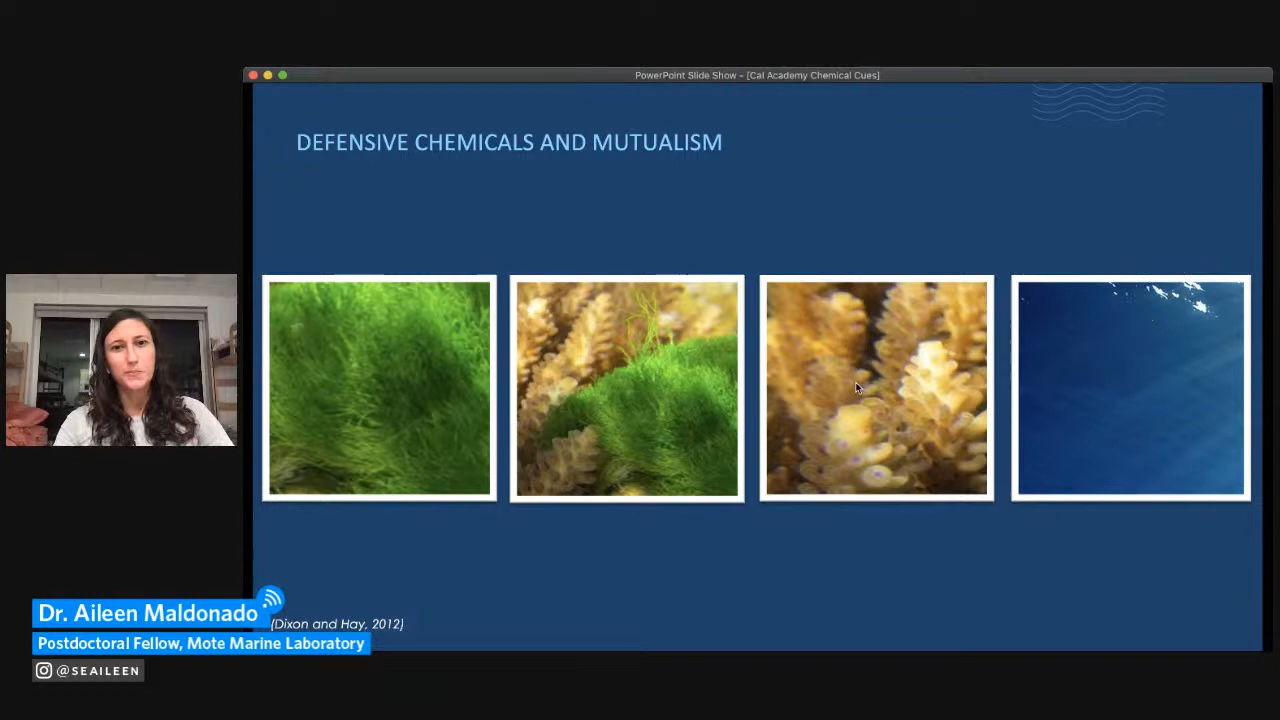 PowerPoint Slide Show - [Cal Academy Chemical Cues]
DEFENSIVE CHEMICALS AND MUTUALISM
Dr. Aileen Maldonado
(Dixon and Hay, 2012)
Postdoctoral Fellow, Mote Marine Laboratory
@SEAILEEN